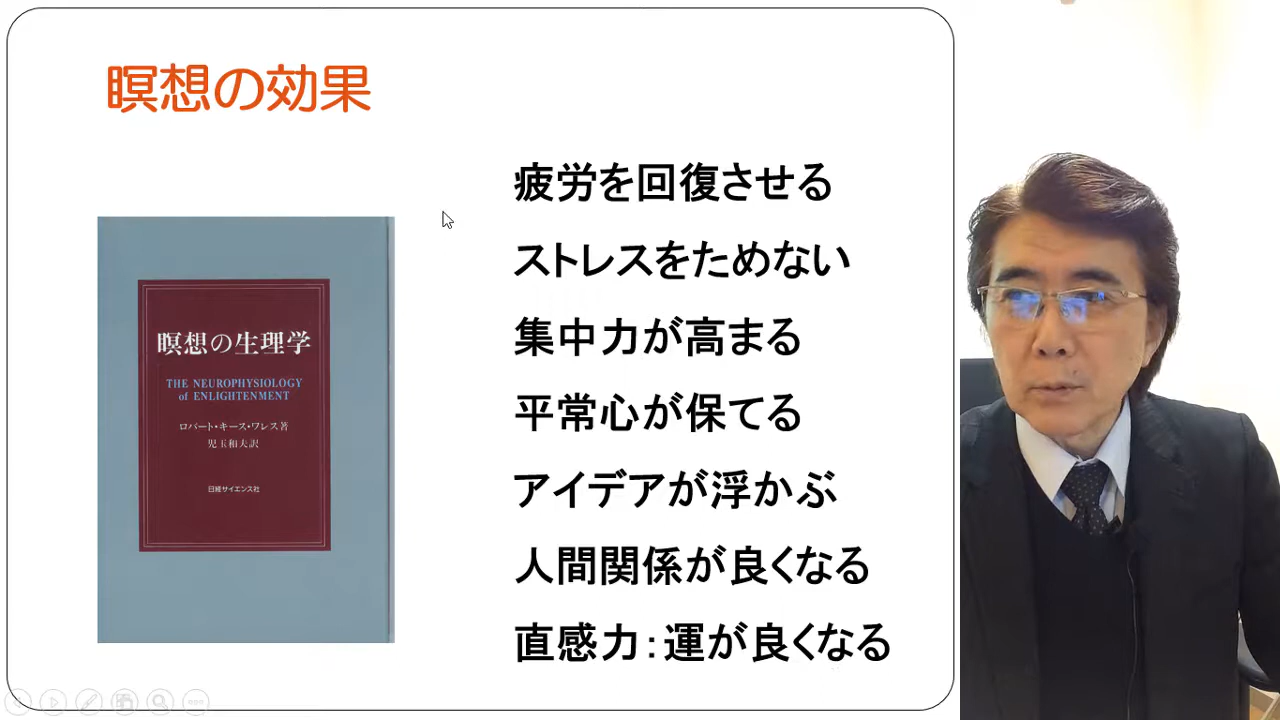 瞑想の効果
瞑想の生理学
THE NEUROPHYSIOLOGY
of ENLIGHTENMENT
ロバート・キース・ワレス著
児玉和夫訳
日経サイエンス社
疲労を回復させる
ストレスをためない
集中力が高まる
平常心が保てる
アイデアが浮かぶ
人間関係が良くなる
直感力：運が良くなる